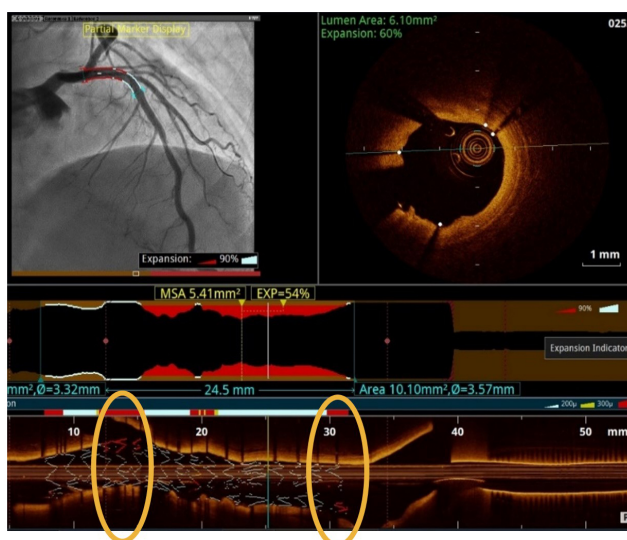 Partial Marker Display
Expansion: 90%
Lumen Area: 6.10mm²
Expansion: 60%
025
1 mm
MSA 5.41mm² EXP=54%
90%
Expansion Indicator
mm²,Ø=3.32mm 24.5 mm Area 10.10mm²,Ø=3.57mm
on 200µ 300µ
10 20 30 40 50 mm